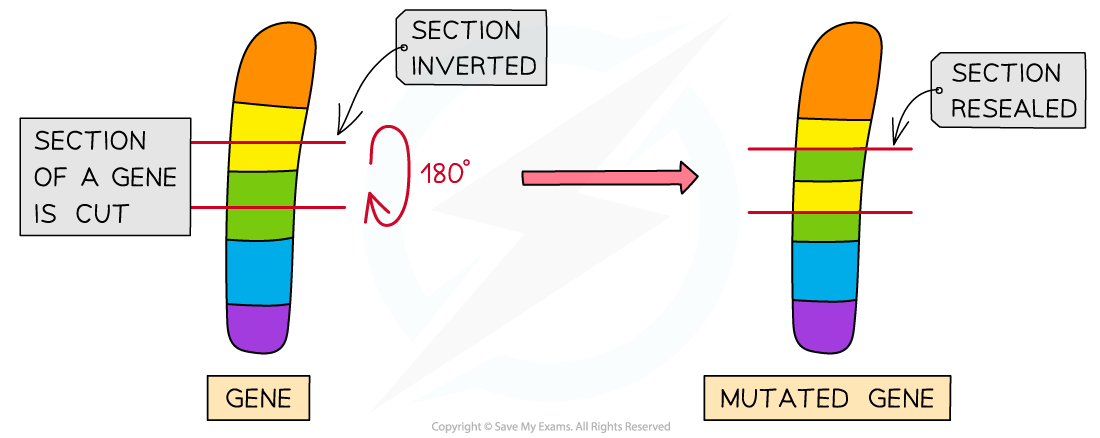 SECTION
INVERTED
SECTION
OF A GENE
IS CUT
180°
SECTION
RESEALED
GENE
MUTATED GENE
Copyright © Save My Exams. All Rights Reserved